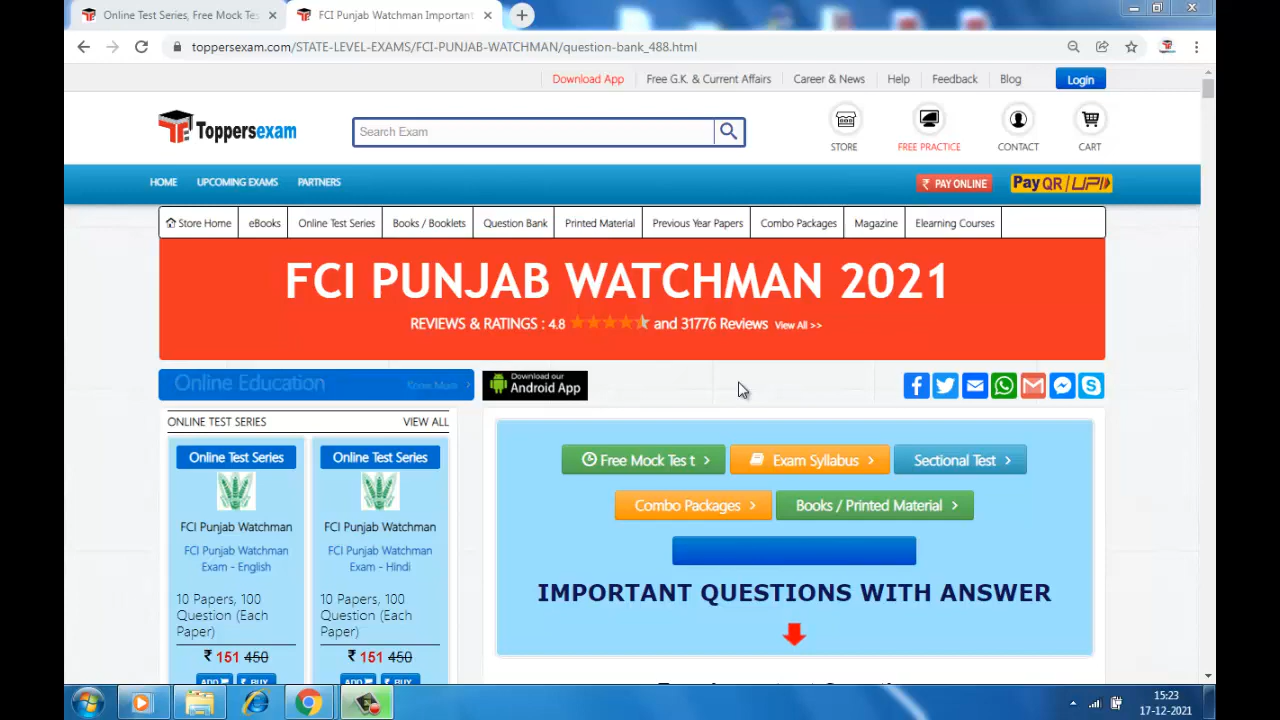 Online Test Series, Free Mock Tes
FCI Punjab Watchman Important
toppersexam.com/STATE-LEVEL-EXAMS/FCI-PUNJAB-WATCHMAN/question-bank_488.html
Download App
Free G.K. & Current Affairs
Career & News
Help
Feedback
Blog
Login
Toppersexam
Search Exam
STORE
FREE PRACTICE
CONTACT
CART
HOME
UPCOMING EXAMS
PARTNERS
₹ PAY ONLINE
Pay QR / UPI
Store Home
eBooks
Online Test Series
Books / Booklets
Question Bank
Printed Material
Previous Year Papers
Combo Packages
Magazine
Elearning Courses
FCI PUNJAB WATCHMAN 2021
REVIEWS & RATINGS : 4.8 and 31776 Reviews View All >>
Online Education
Know More
Download our
Android App
ONLINE TEST SERIES
VIEW ALL
Online Test Series
FCI Punjab Watchman
FCI Punjab Watchman
Exam - English
10 Papers, 100
Question (Each
Paper)
₹ 151 450
ADD
BUY
Online Test Series
FCI Punjab Watchman
FCI Punjab Watchman
Exam - Hindi
10 Papers, 100
Question (Each
Paper)
₹ 151 450
ADD
BUY
Free Mock Tes t
Exam Syllabus
Sectional Test
Combo Packages
Books / Printed Material
IMPORTANT QUESTIONS WITH ANSWER
15:23
17-12-2021